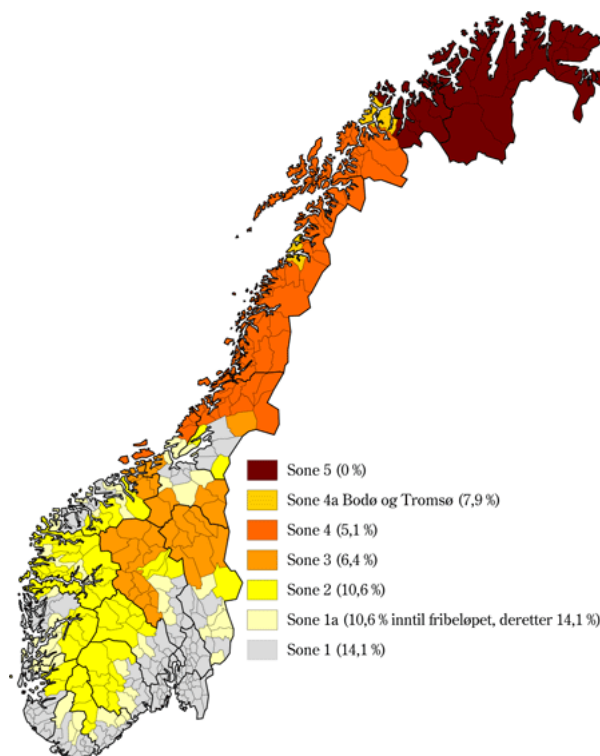 Sone 5 (0 %)
Sone 4a Bodø og Tromsø (7,9 %)
Sone 4 (5,1 %)
Sone 3 (6,4 %)
Sone 2 (10,6 %)
Sone 1a (10,6 % inntil fribeløpet, deretter 14,1 %)
Sone 1 (14,1 %)